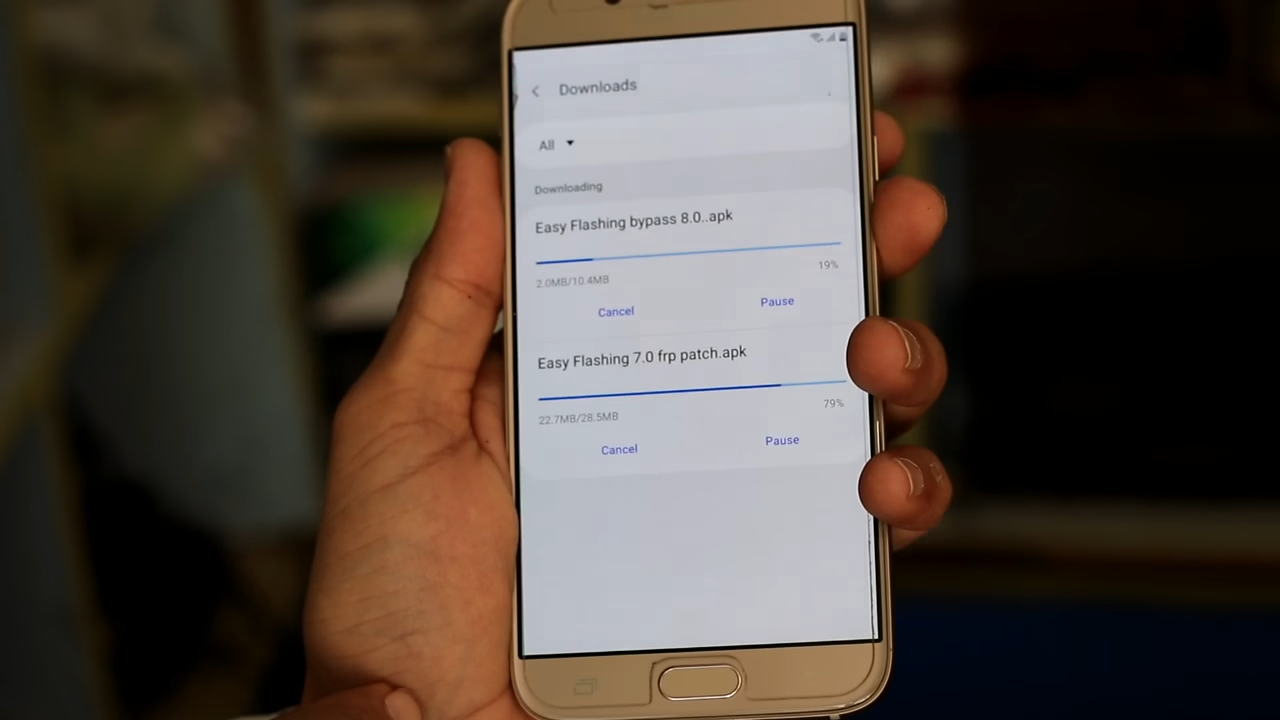 Downloads
All
Downloading
Easy Flashing bypass 8.0..apk
2.0MB/10.4MB 19%
Cancel Pause
Easy Flashing 7.0 frp patch.apk
22.7MB/28.5MB 79%
Cancel Pause